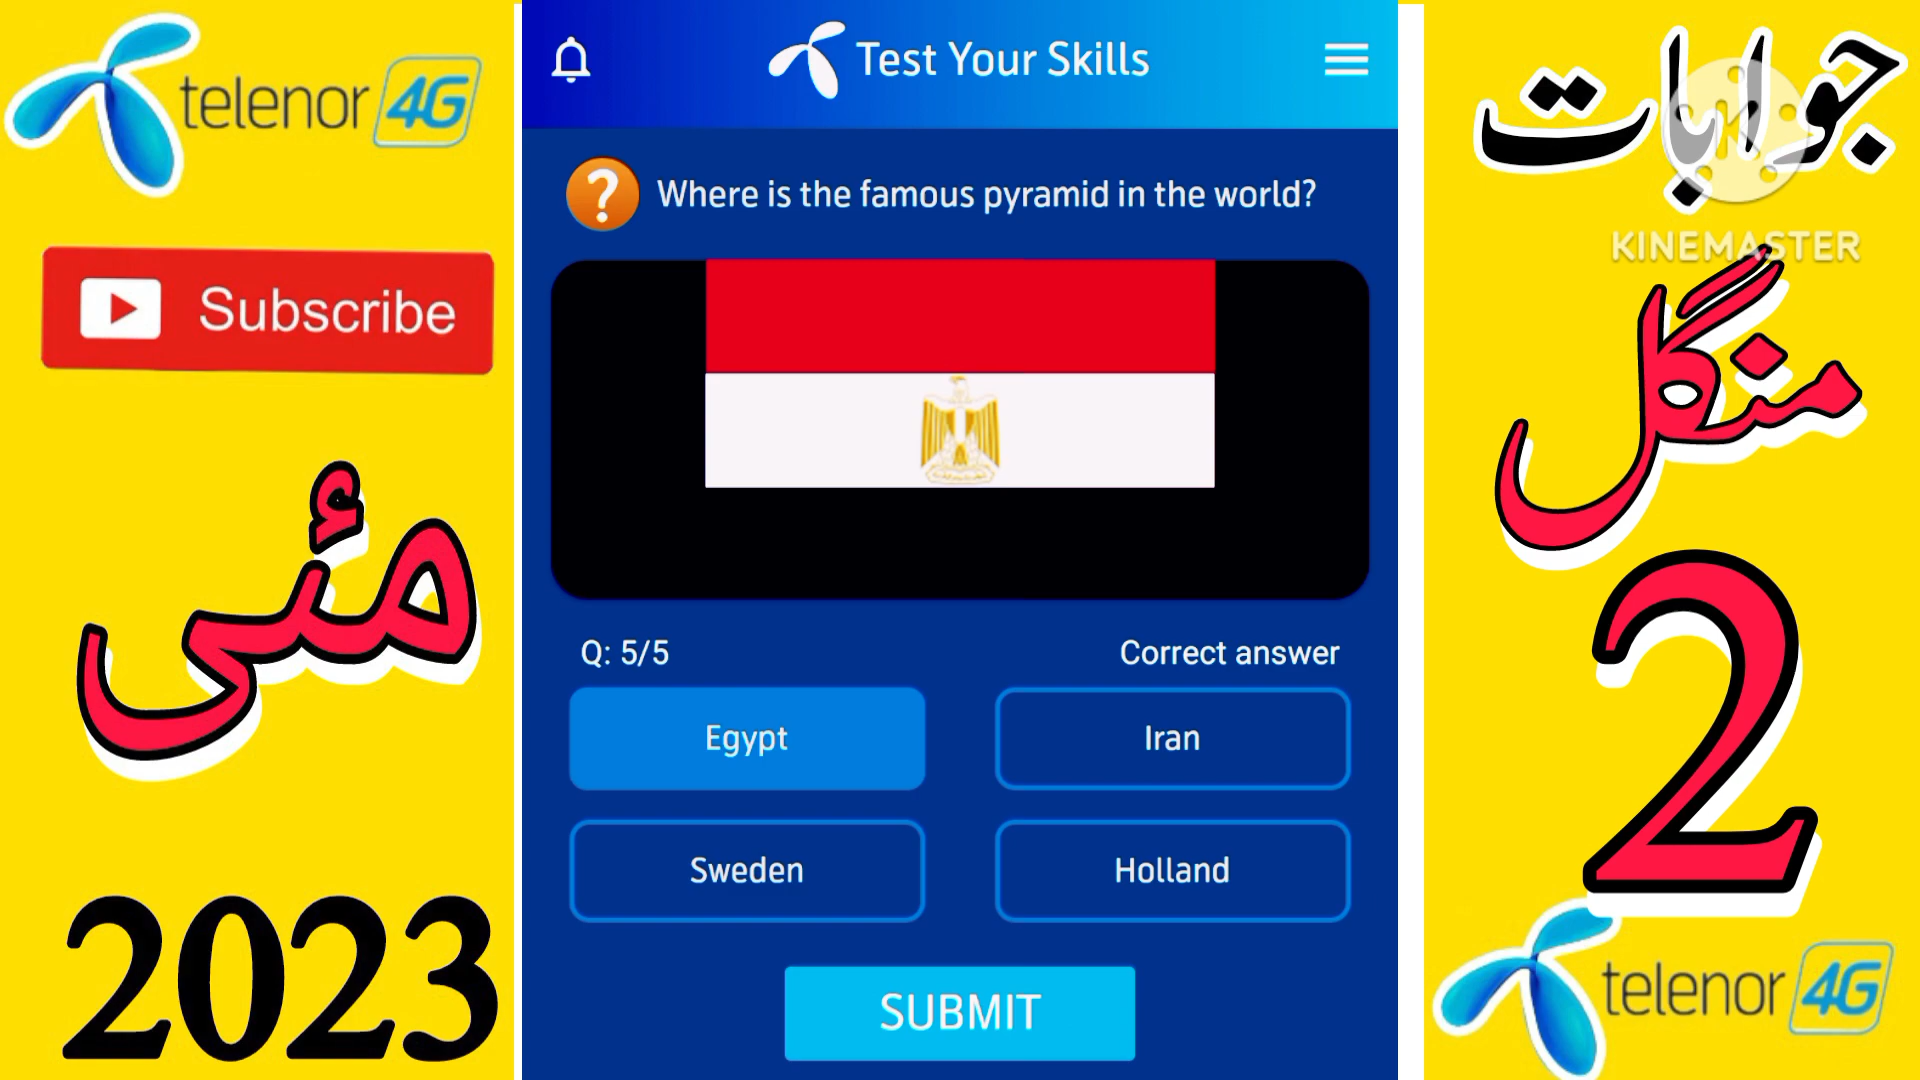 telenor 4G
Subscribe
مئی
2023
Test Your Skills
? Where is the famous pyramid in the world?
Q: 5/5
Correct answer
Egypt
Iran
Sweden
Holland
SUBMIT
جوابات
KINEMASTER
منگل
2
telenor 4G